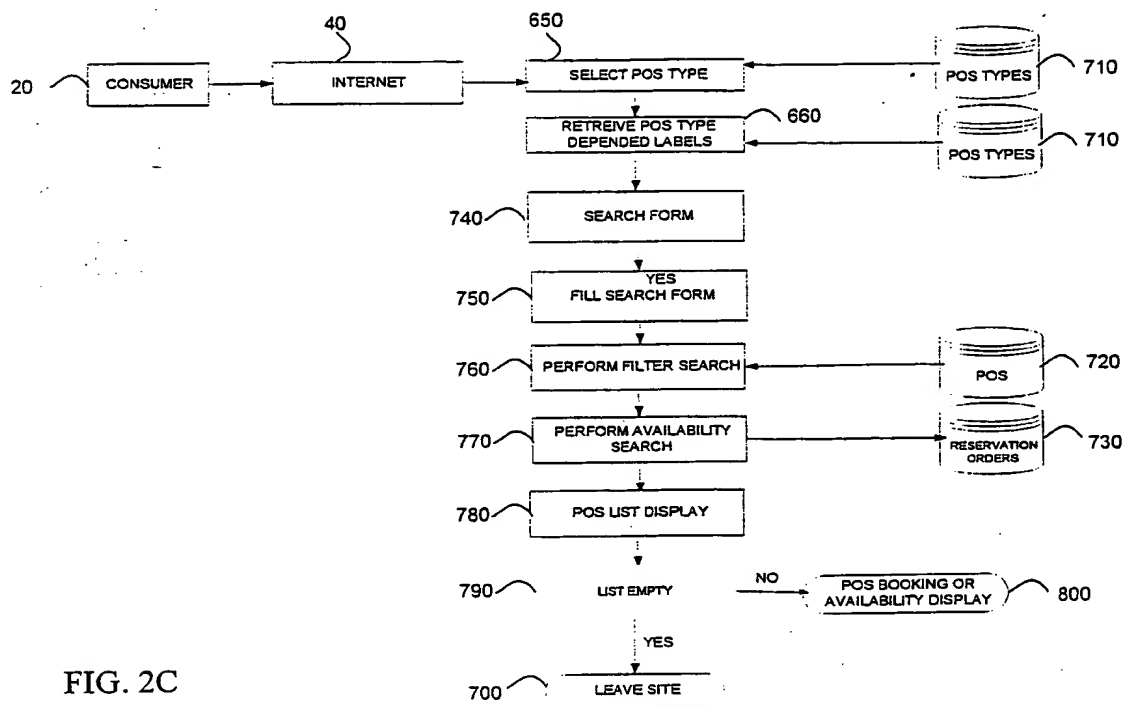 40
650
20
CONSUMER
INTERNET
SELECT POS TYPE
POS TYPES
710
660
RETREIVE POS TYPE
DEPENDED LABELS
POS TYPES
710
740
SEARCH FORM
YES
750
FILL SEARCH FORM
760
PERFORM FILTER SEARCH
POS
720
770
PERFORM AVAILABILITY
SEARCH
RESERVATION
ORDERS
730
780
POS LIST DISPLAY
790
LIST EMPTY
NO
POS BOOKING OR
AVAILABILITY DISPLAY
800
YES
FIG. 2C
700
LEAVE SITE